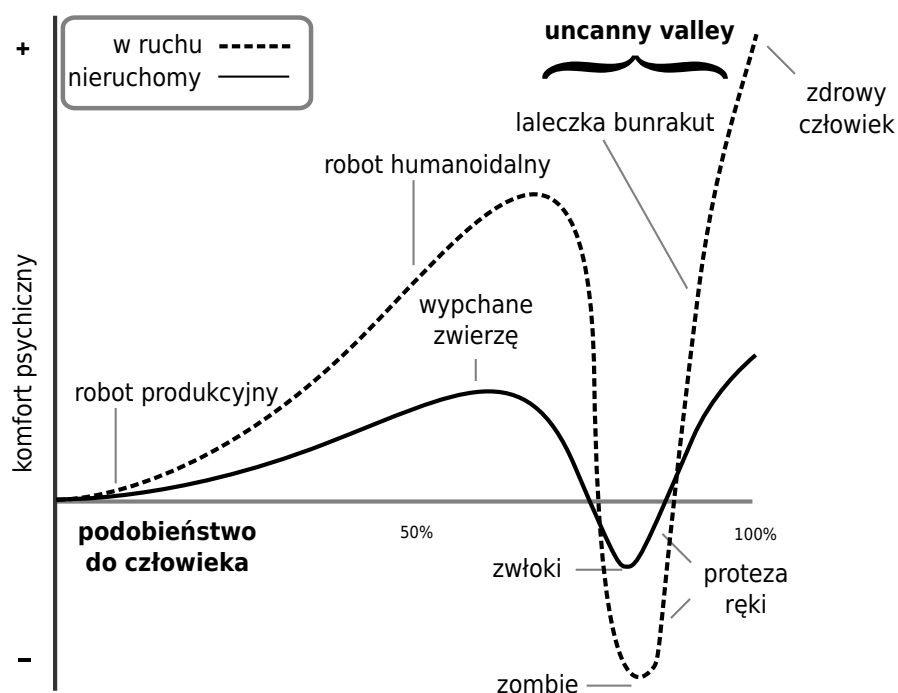 +
w ruchu
nieruchomy
uncanny valley
zdrowy
człowiek
laleczka bunrakut
robot humanoidalny
wypchane
zwierzę
robot produkcyjny
komfort psychiczny
podobieństwo
do człowieka
50%
100%
zwłoki
proteza
ręki
zombie
–